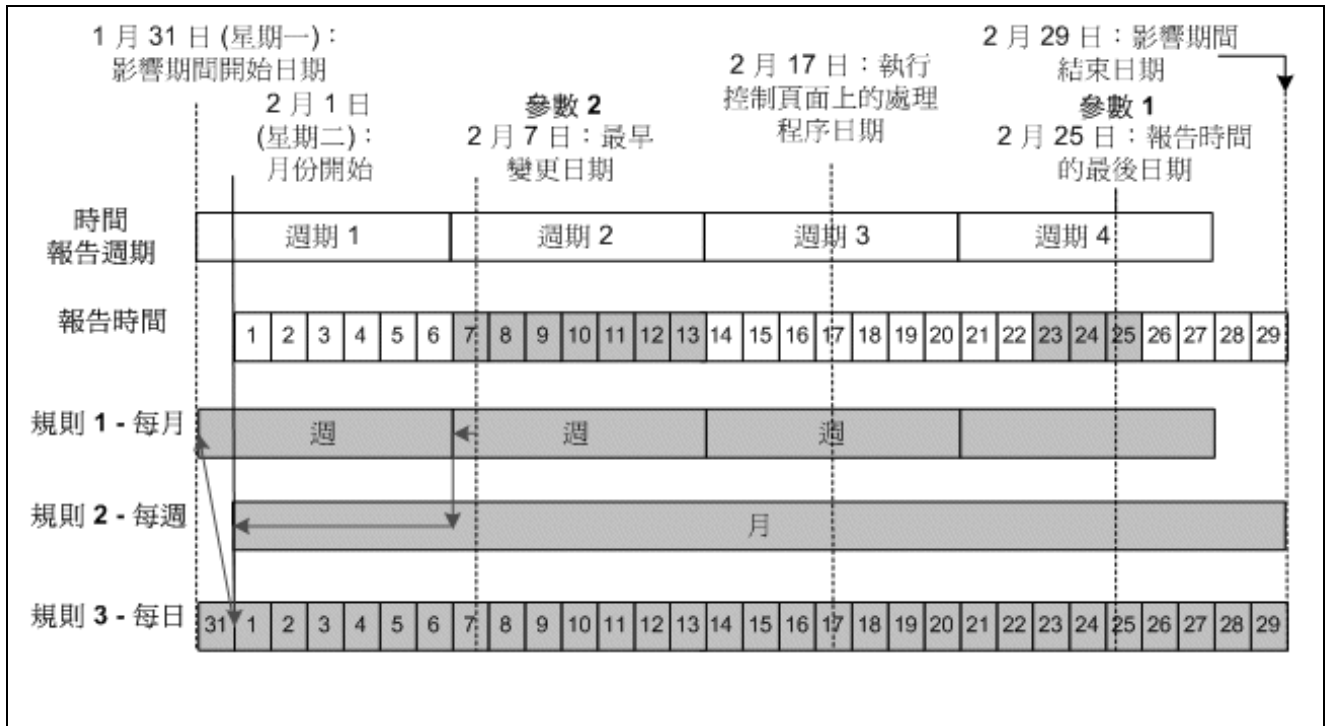 1 月 31 日 (星期一)：
影響期間開始日期
2 月 1 日
(星期二)：
月份開始
參數 2
2 月 7 日：最早
變更日期
2 月 17 日：執行
控制頁面上的處理
程序日期
2 月 29 日：影響期間
結束日期
參數 1
2 月 25 日：報告時間
的最後日期
時間
報告週期
週期 1 週期 2 週期 3 週期 4
報告時間
1 2 3 4 5 6 7 8 9 10 11 12 13 14 15 16 17 18 19 20 21 22 23 24 25 26 27 28 29
規則 1 - 每月
週 週 週
規則 2 - 每週
月
規則 3 - 每日
31 1 2 3 4 5 6 7 8 9 10 11 12 13 14 15 16 17 18 19 20 21 22 23 24 25 26 27 28 29